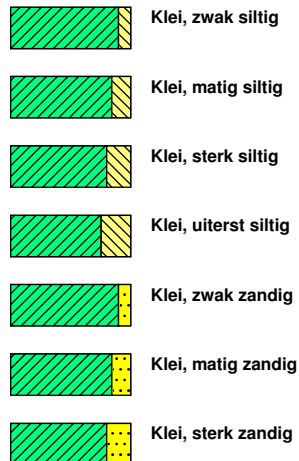 Klei, zwak siltig
Klei, matig siltig
Klei, sterk siltig
Klei, uiterst siltig
Klei, zwak zandig
Klei, matig zandig
Klei, sterk zandig